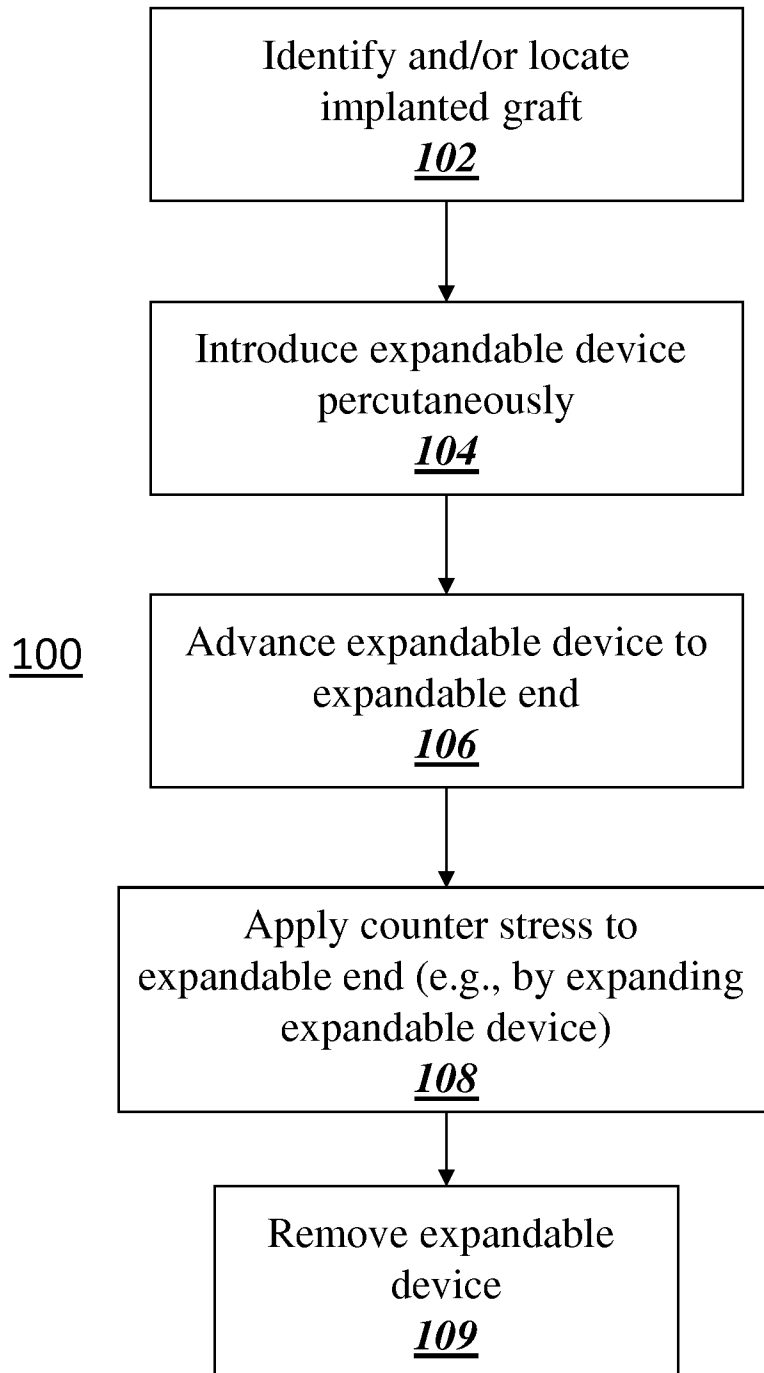 Identify and/or locate
implanted graft
102
Introduce expandable device
percutaneously
104
100
Advance expandable device to
expandable end
106
Apply counter stress to
expandable end (e.g., by expanding
expandable device)
108
Remove expandable
device
109